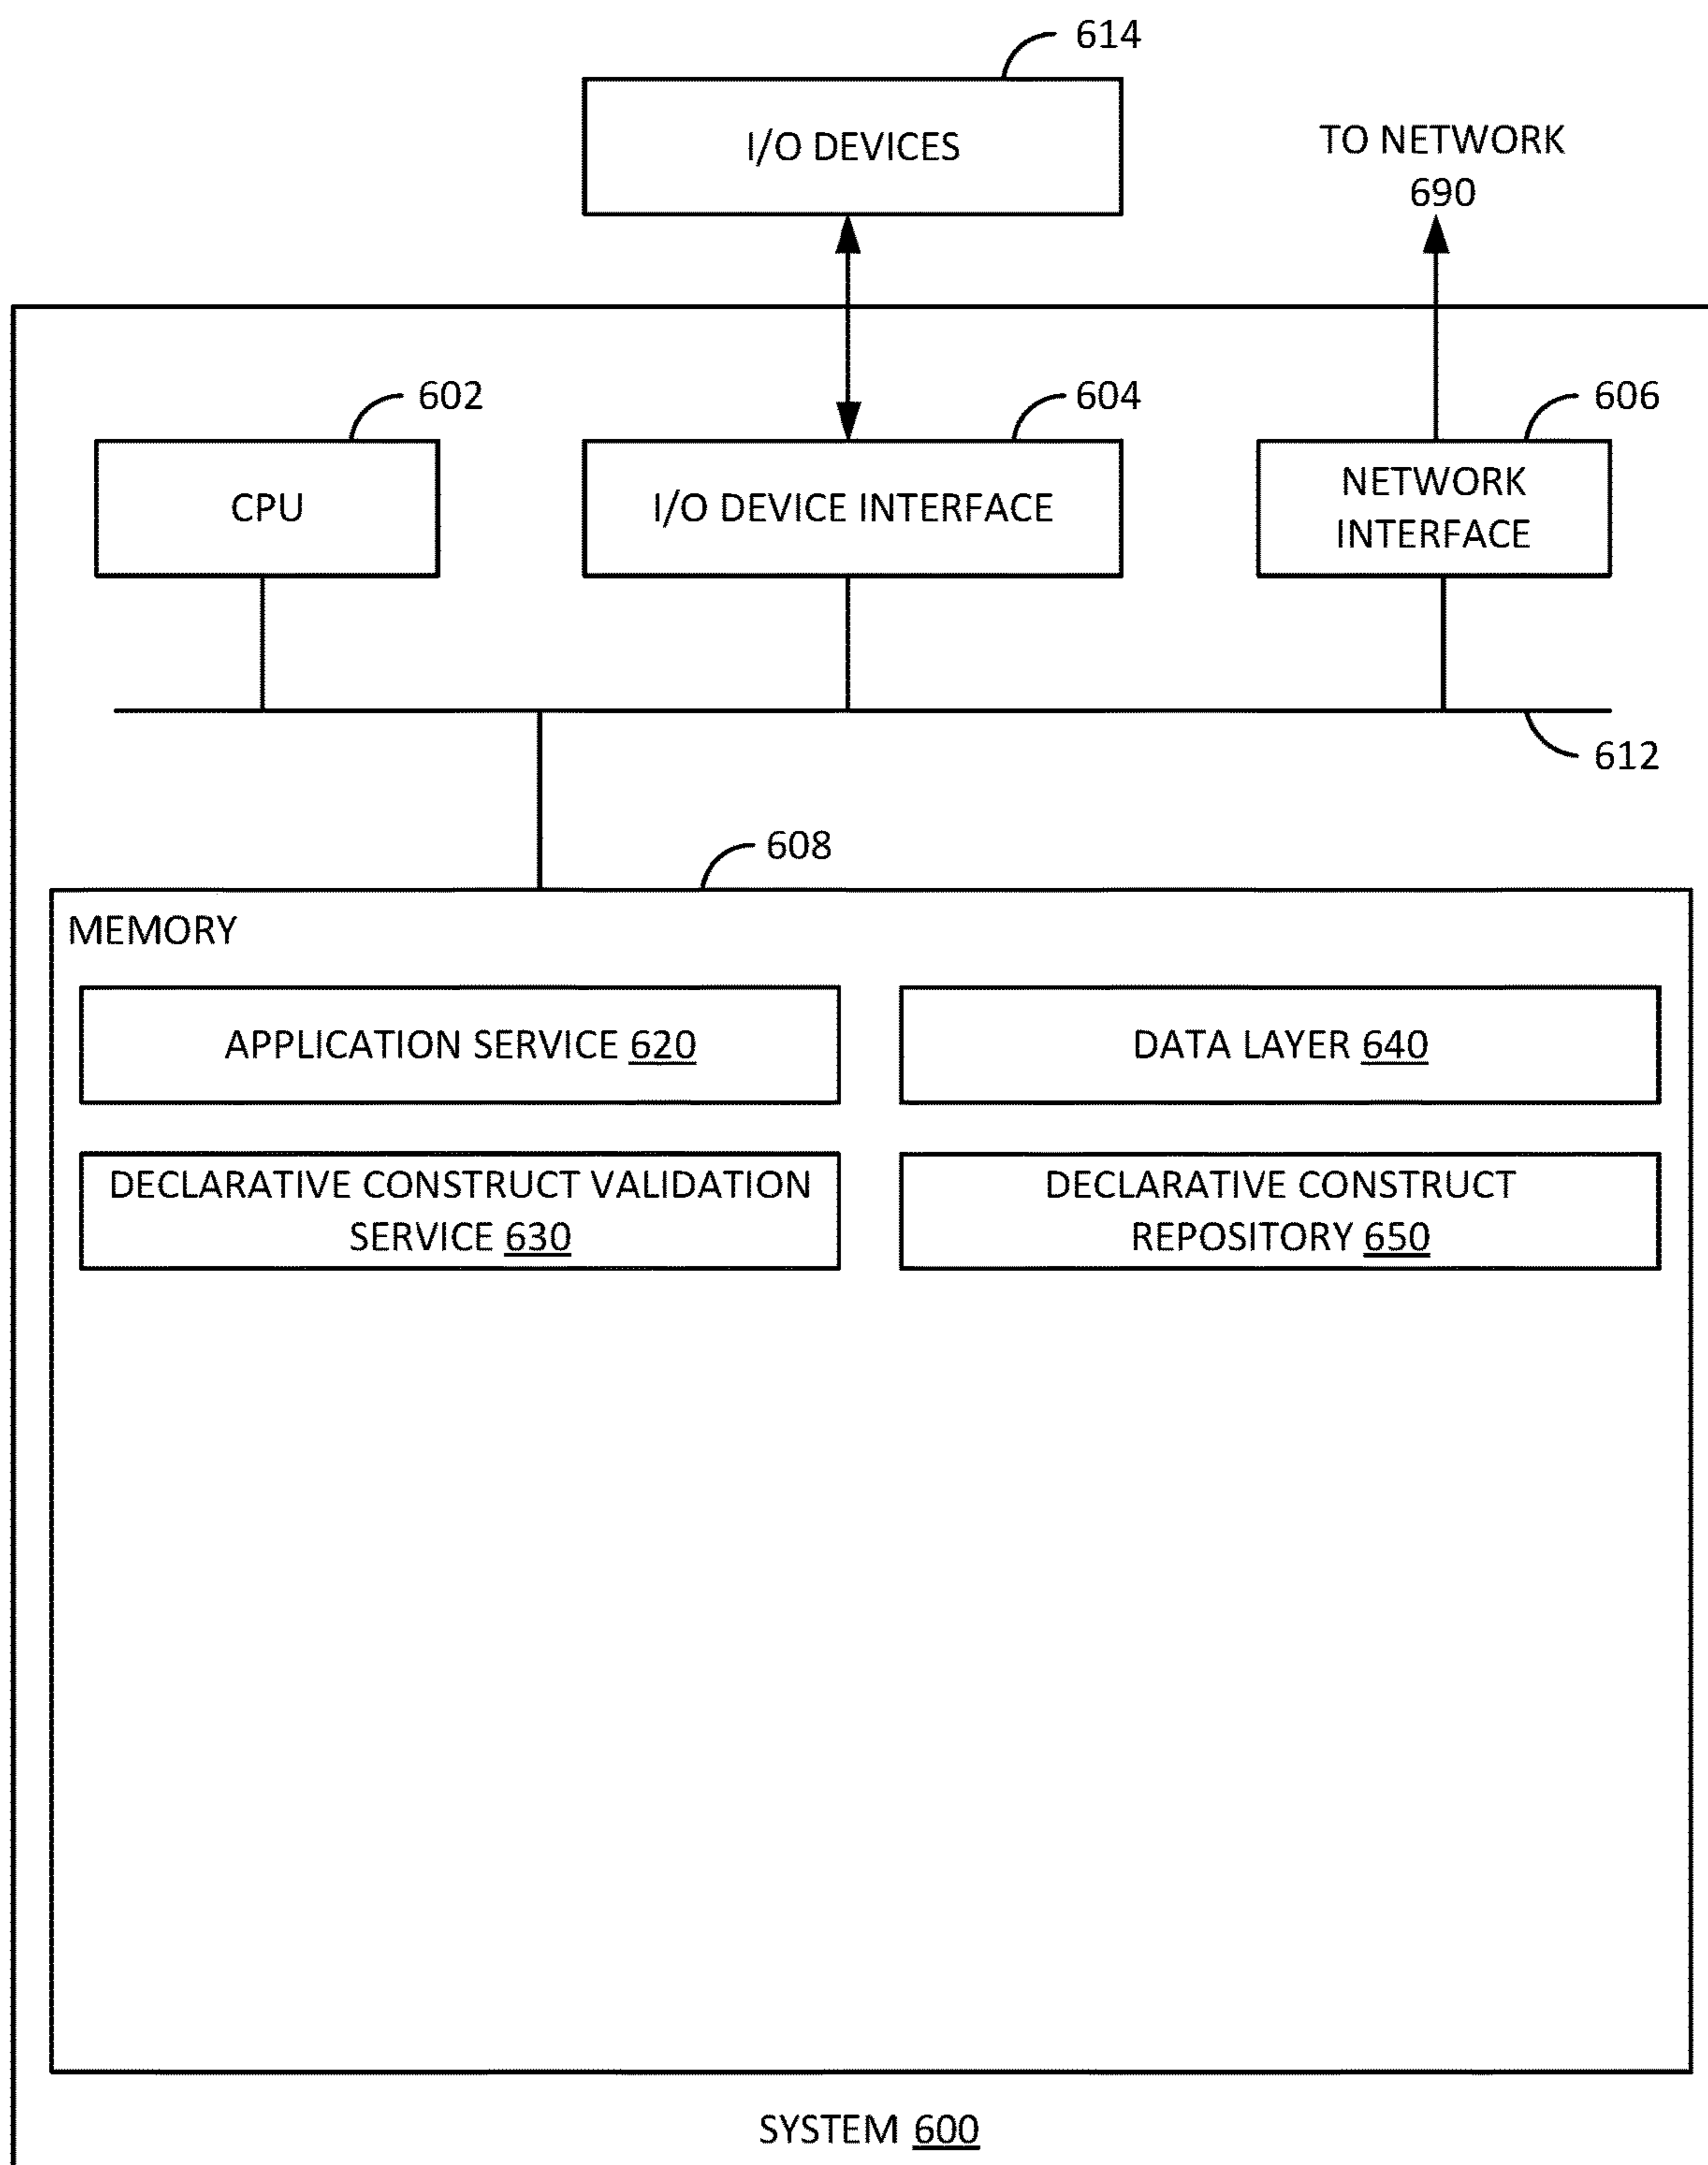 614
I/O DEVICES
TO NETWORK
690
602
604
606
CPU
I/O DEVICE INTERFACE
NETWORK
INTERFACE
612
608
MEMORY
APPLICATION SERVICE 620
DATA LAYER 640
DECLARATIVE CONSTRUCT VALIDATION
SERVICE 630
DECLARATIVE CONSTRUCT
REPOSITORY 650
SYSTEM 600